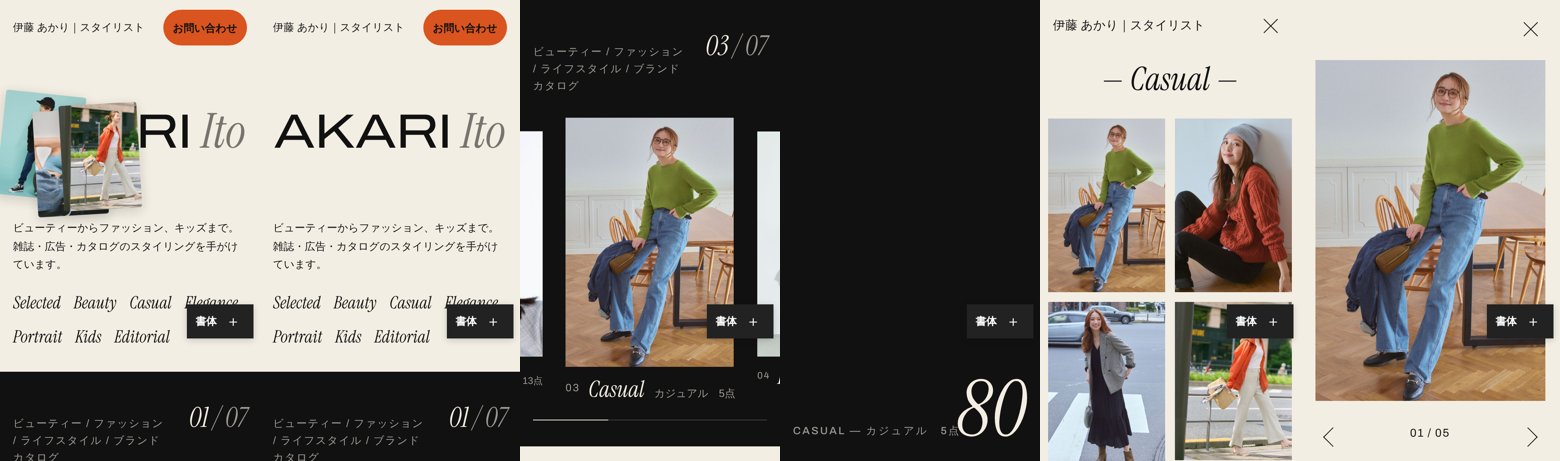 伊藤 あかり｜スタイリスト
お問い合わせ
RI Ito
ビューティーからファッション、キッズまで。
雑誌・広告・カタログのスタイリングを手がけ
ています。
Selected Beauty Casual Elegance
Portrait Kids Editorial
書体 +
ビューティー / ファッション
/ ライフスタイル / ブランド
カタログ
01 / 07
伊藤 あかり｜スタイリスト
お問い合わせ
AKARI Ito
ビューティーからファッション、キッズまで。
雑誌・広告・カタログのスタイリングを手がけ
ています。
Selected Beauty Casual Elegance
Portrait Kids Editorial
書体 +
ビューティー / ファッション
/ ライフスタイル / ブランド
カタログ
01 / 07
ビューティー / ファッション
/ ライフスタイル / ブランド
カタログ
03 / 07
書体 +
13点
03 Casual カジュアル 5点
04
書体 +
80
CASUAL — カジュアル 5点
伊藤 あかり｜スタイリスト
— Casual —
書体 +
書体 +
01 / 05